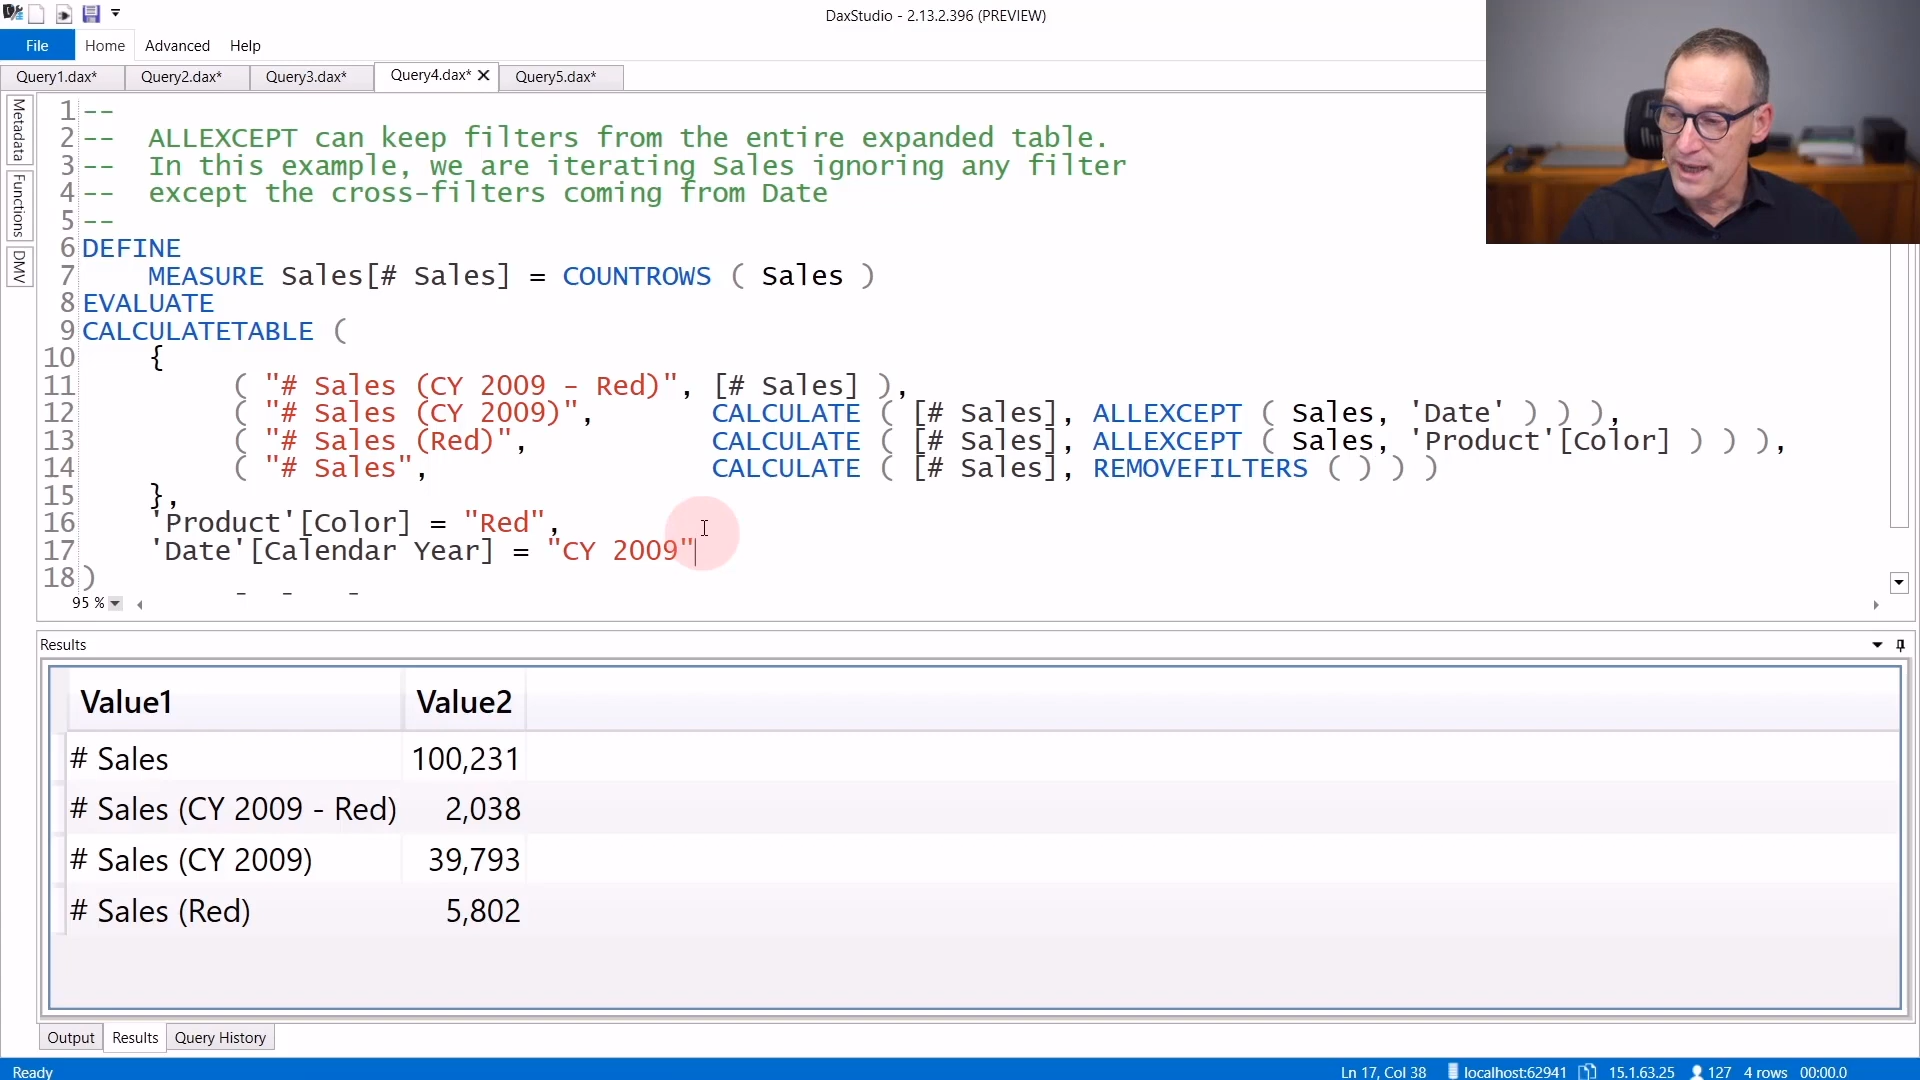 DaxStudio - 2.13.2.396 (PREVIEW)
File Home Advanced Help
Query1.dax* Query2.dax* Query3.dax* Query4.dax* Query5.dax*
Metadata
Functions
DMV
1 --
2 -- ALLEXCEPT can keep filters from the entire expanded table.
3 -- In this example, we are iterating Sales ignoring any filter
4 -- except the cross-filters coming from Date
5 --
6 DEFINE
7 MEASURE Sales[# Sales] = COUNTROWS ( Sales )
8 EVALUATE
9 CALCULATETABLE (
10 {
11 ( "# Sales (CY 2009 - Red)", [# Sales] ),
12 ( "# Sales (CY 2009)", CALCULATE ( [# Sales], ALLEXCEPT ( Sales, 'Date' ) ) ),
13 ( "# Sales (Red)", CALCULATE ( [# Sales], ALLEXCEPT ( Sales, 'Product'[Color] ) ) ),
14 ( "# Sales", CALCULATE ( [# Sales], REMOVEFILTERS ( ) ) )
15 },
16 'Product'[Color] = "Red",
17 'Date'[Calendar Year] = "CY 2009"
18 )
95 %
Results
Value1 Value2
# Sales 100,231
# Sales (CY 2009 - Red) 2,038
# Sales (CY 2009) 39,793
# Sales (Red) 5,802
Output Results Query History
Ready Ln 17, Col 38 localhost:62941 15.1.63.25 127 4 rows 00:00.0